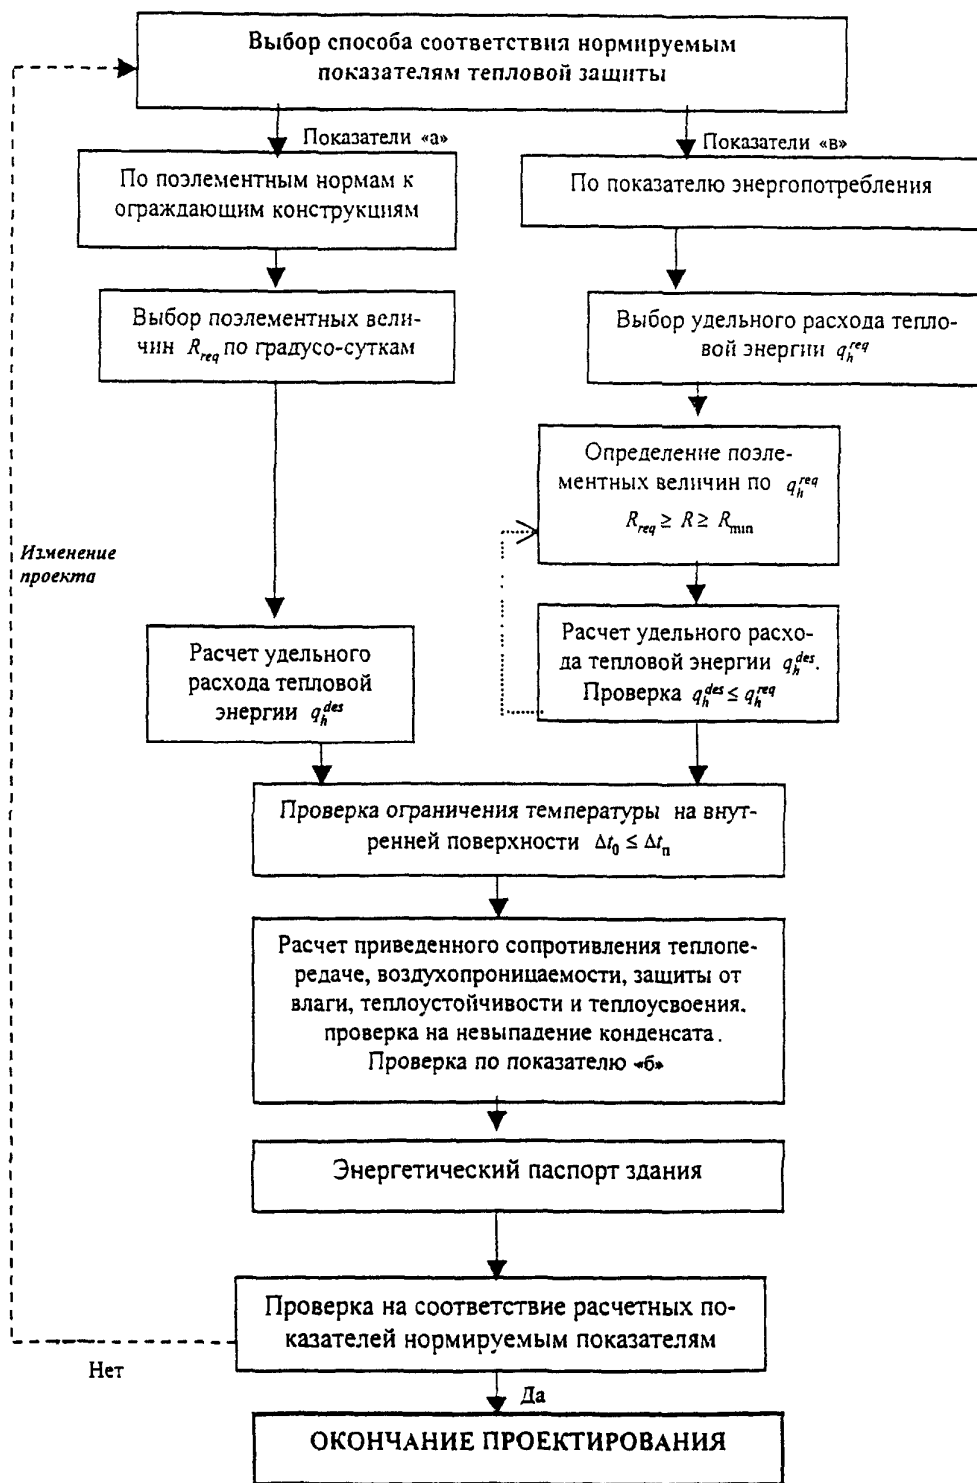 Выбор способа соответствия нормируемым
показателям тепловой защиты
Показатели «а»
Показатели «в»
По поэлементным нормам к
ограждающим конструкциям
По показателю энергопотребления
Выбор поэлементных вели-
чин R_req по градусо-суткам
Выбор удельного расхода тепло-
вой энергии q_h^req
Определение поэле-
ментных величин по q_h^req
R_req ≥ R ≥ R_min
Изменение
проекта
Расчет удельного
расхода тепловой
энергии q_h^des
Расчет удельного расхо-
да тепловой энергии q_h^des.
Проверка q_h^des ≤ q_h^req
Проверка ограничения температуры на внут-
ренней поверхности Δt_0 ≤ Δt_п
Расчет приведенного сопротивления теплопе-
редаче, воздухопроницаемости, защиты от
влаги, теплоустойчивости и теплоусвоения.
проверка на невыпадение конденсата.
Проверка по показателю «б»
Энергетический паспорт здания
Проверка на соответствие расчетных по-
казателей нормируемым показателям
Нет
Да
ОКОНЧАНИЕ ПРОЕКТИРОВАНИЯ